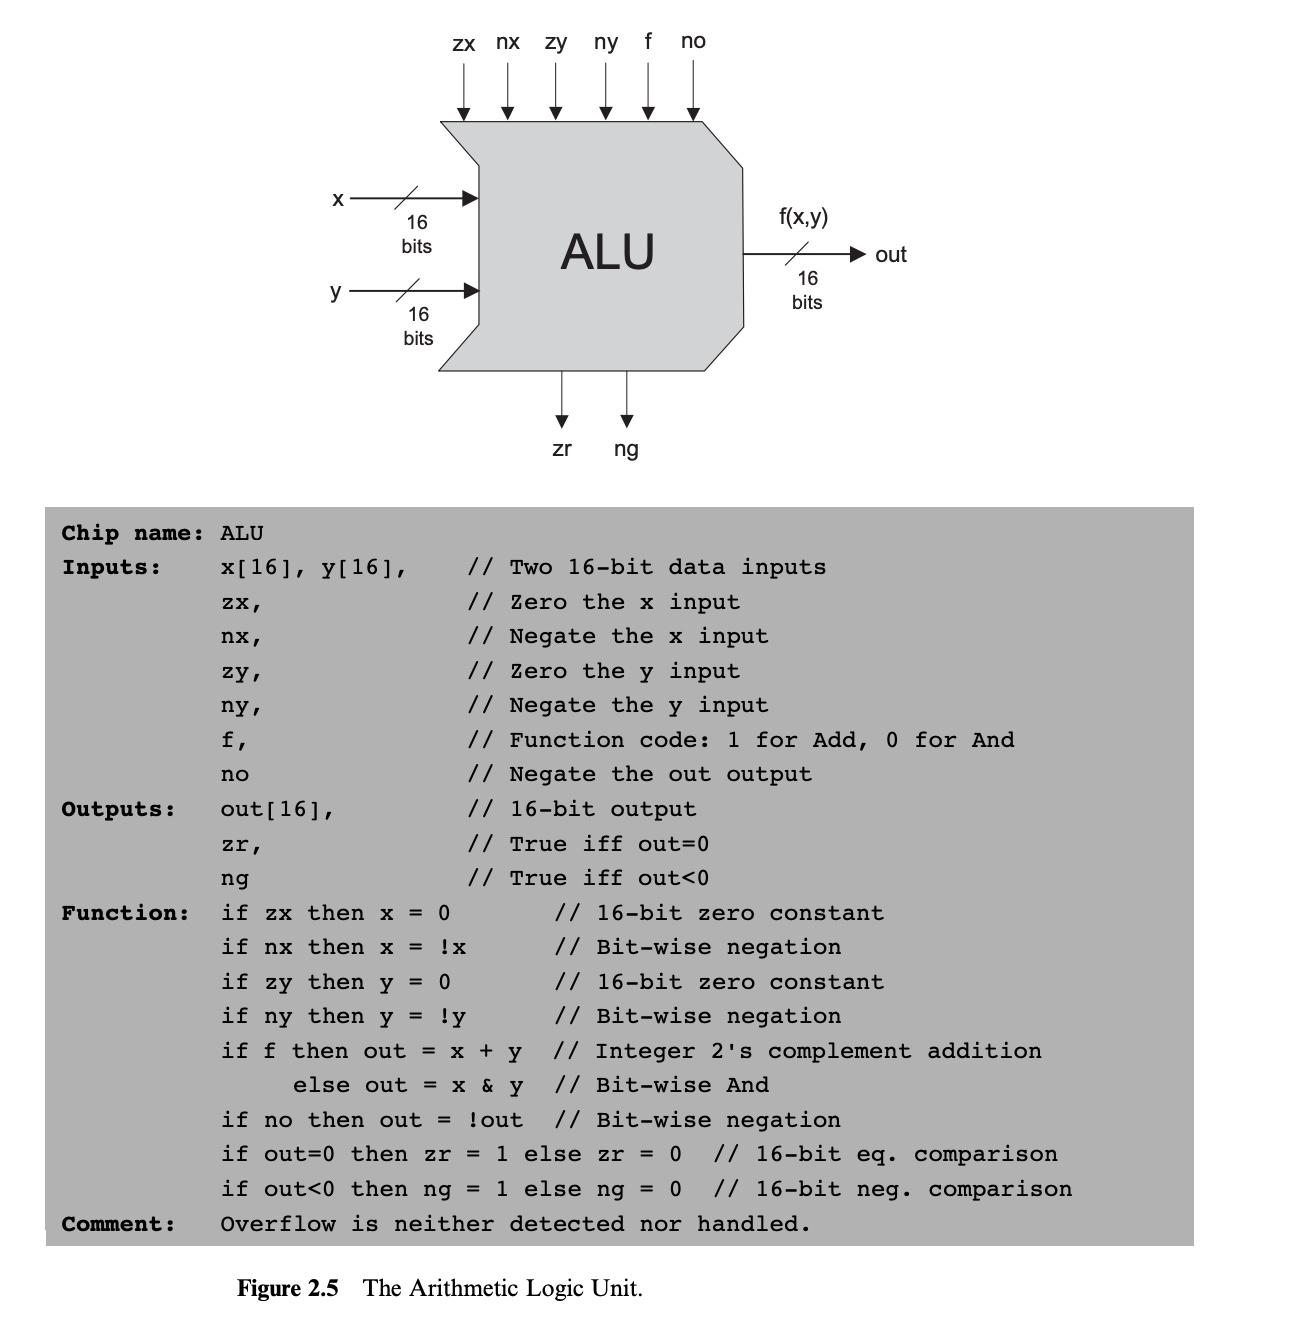 zx nx zy ny f no
x
16
bits
y
16
bits
ALU
f(x,y)
out
16
bits
zr ng
Chip name: ALU
Inputs: x[16], y[16], // Two 16-bit data inputs
zx, // Zero the x input
nx, // Negate the x input
zy, // Zero the y input
ny, // Negate the y input
f, // Function code: 1 for Add, 0 for And
no // Negate the out output
Outputs: out[16], // 16-bit output
zr, // True iff out=0
ng // True iff out<0
Function: if zx then x = 0 // 16-bit zero constant
if nx then x = !x // Bit-wise negation
if zy then y = 0 // 16-bit zero constant
if ny then y = !y // Bit-wise negation
if f then out = x + y // Integer 2's complement addition
else out = x & y // Bit-wise And
if no then out = !out // Bit-wise negation
if out=0 then zr = 1 else zr = 0 // 16-bit eq. comparison
if out<0 then ng = 1 else ng = 0 // 16-bit neg. comparison
Comment: Overflow is neither detected nor handled.
Figure 2.5 The Arithmetic Logic Unit.